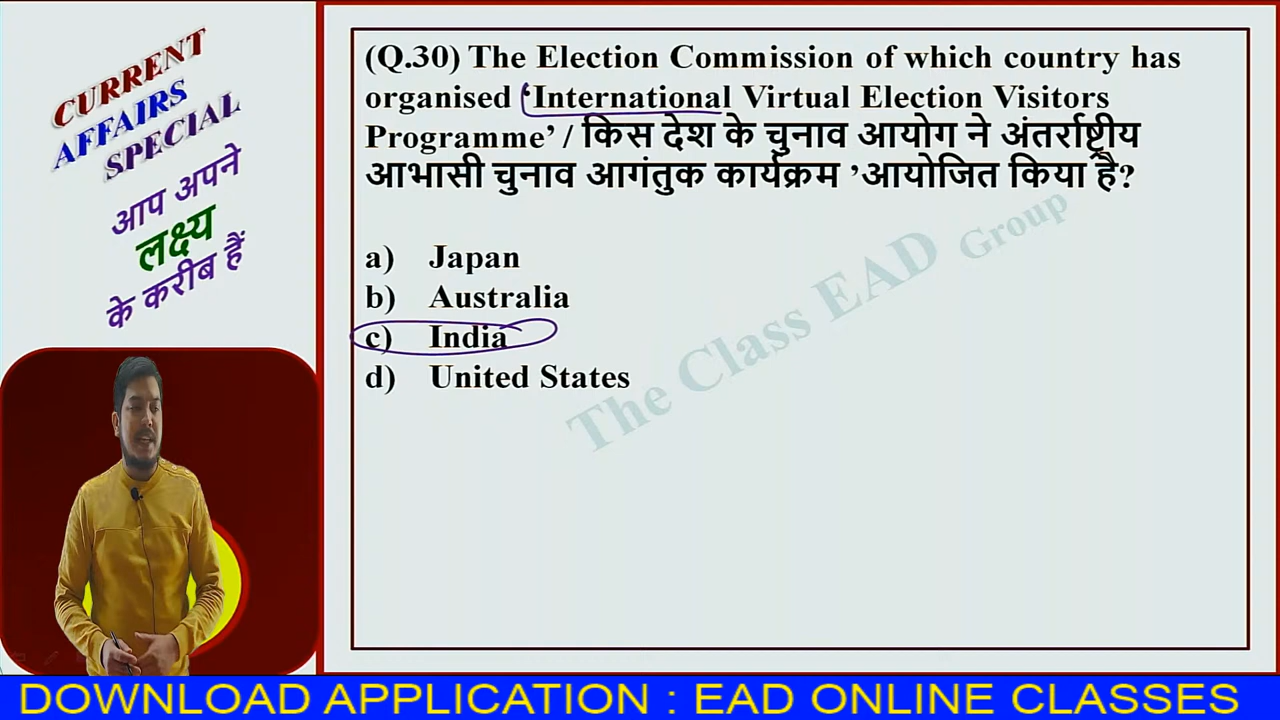 CURRENT
AFFAIRS
SPECIAL
आप अपने
लक्ष्य
के करीब हैं
(Q.30) The Election Commission of which country has
organised ‘International Virtual Election Visitors
Programme’ / किस देश के चुनाव आयोग ने अंतर्राष्ट्रीय
आभासी चुनाव आगंतुक कार्यक्रम ’आयोजित किया है?
a) Japan
b) Australia
c) India
d) United States
The Class EAD Group
DOWNLOAD APPLICATION : EAD ONLINE CLASSES